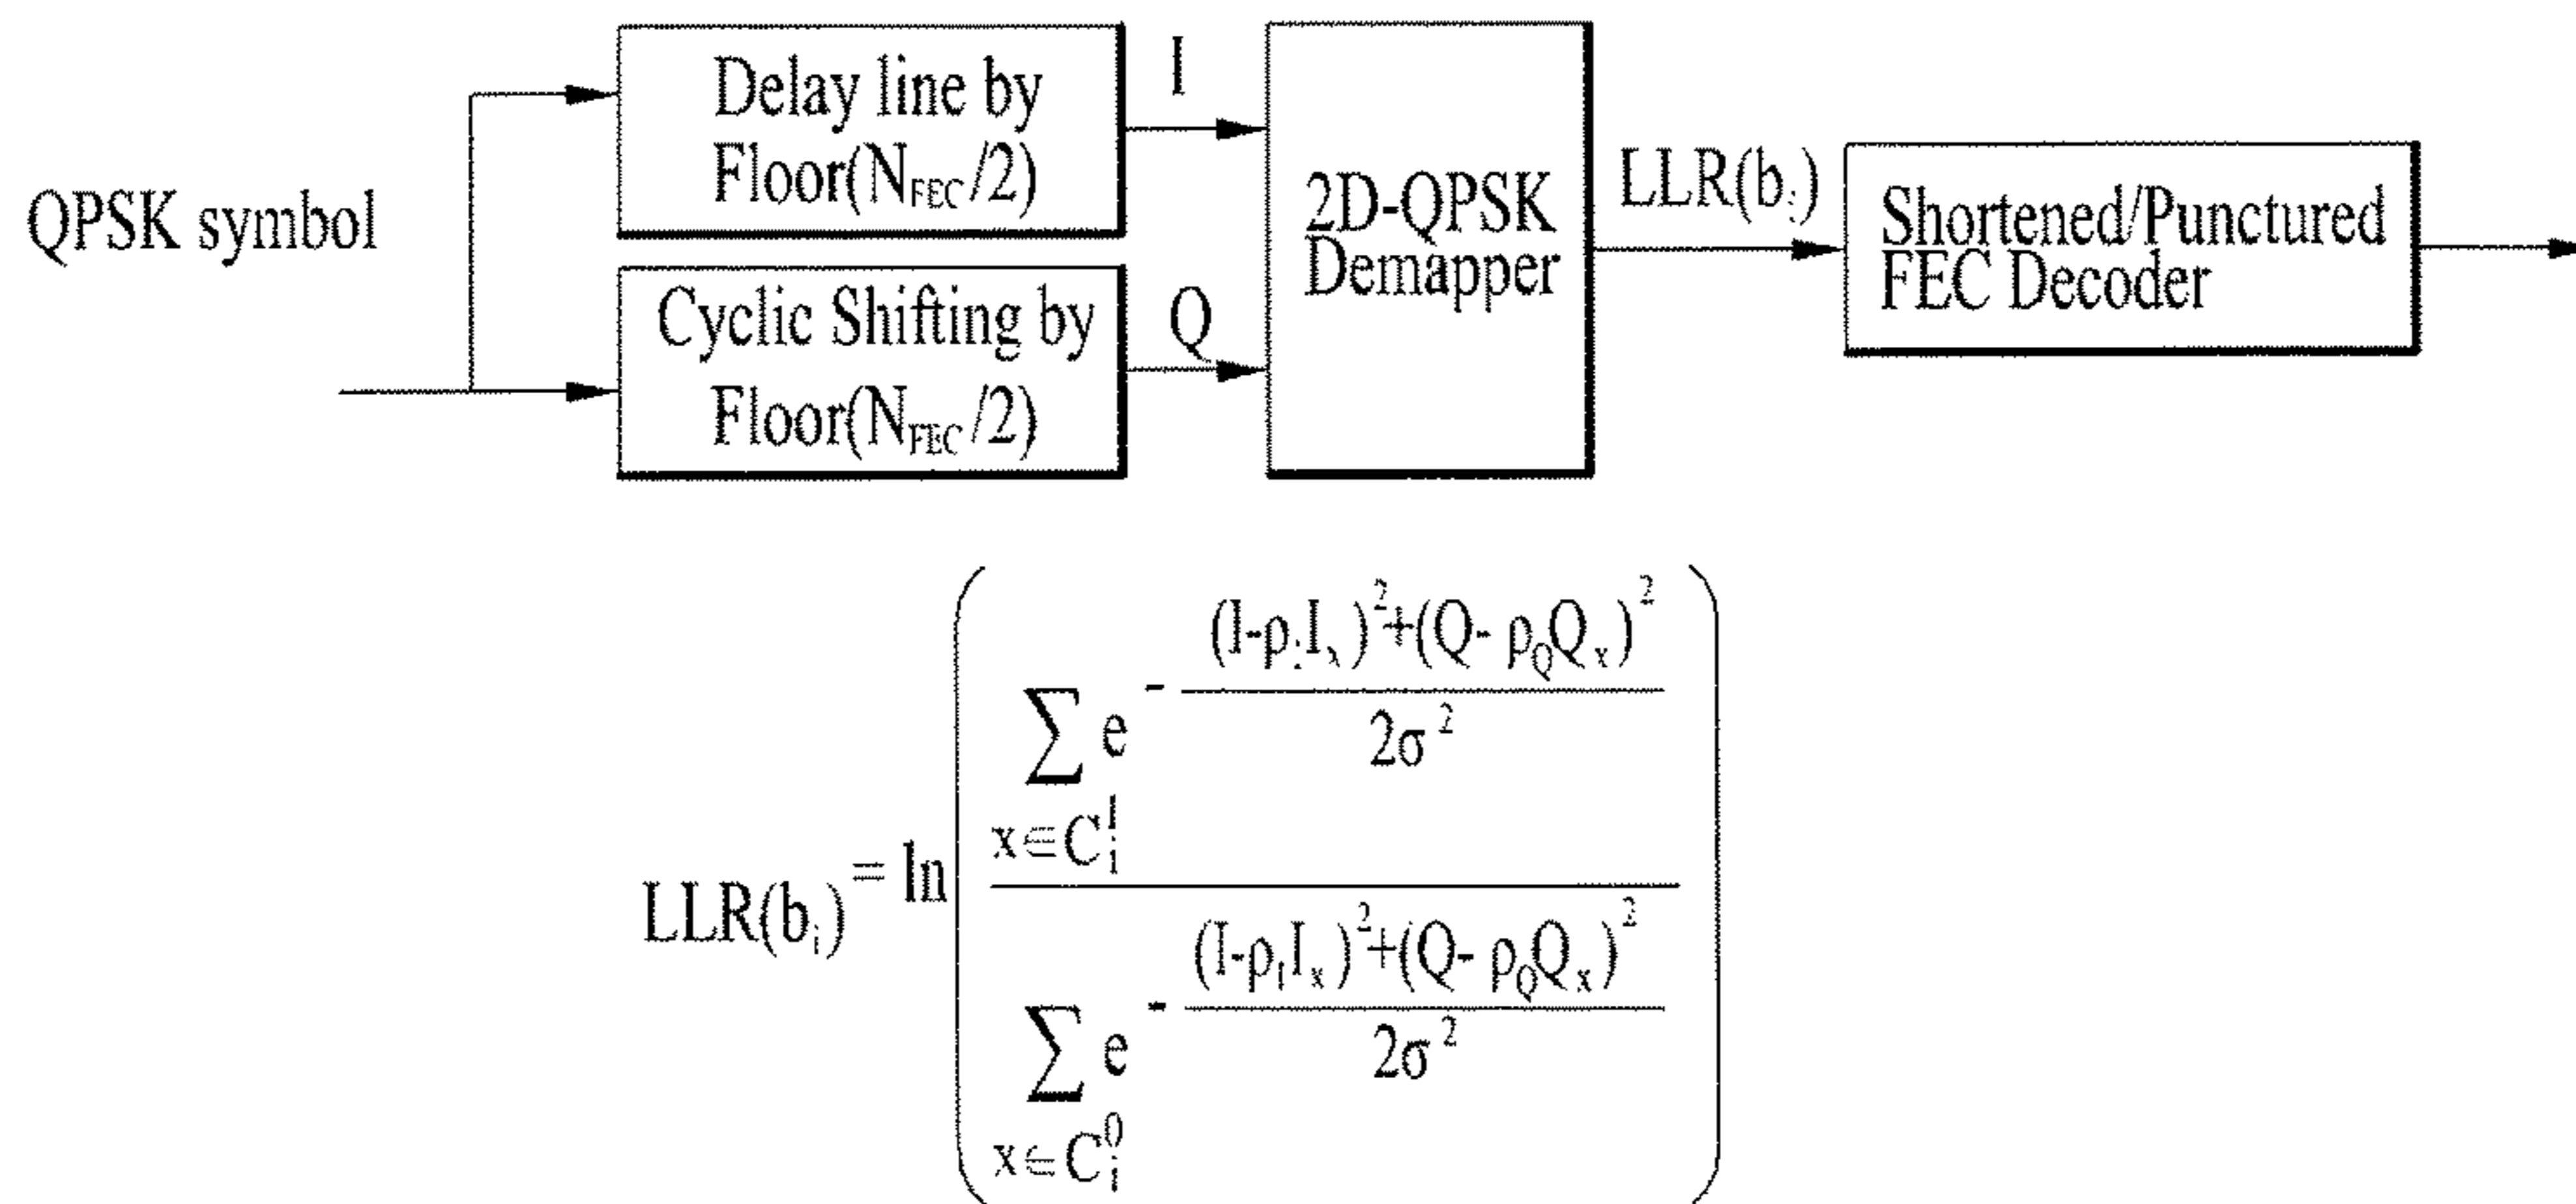 Delay line by
Floor(N_FEC/2)
I
QPSK symbol
Cyclic Shifting by
Floor(N_FEC/2)
Q
2D-QPSK
Demapper
LLR(b_i)
Shortened/Punctured
FEC Decoder
LLR(b_i) = ln
(I-ρ_I I_x)^2+(Q- ρ_Q Q_x)^2
∑ e -
2σ^2
x∈C_i^1
(I-ρ_I I_x)^2+(Q- ρ_Q Q_x)^2
∑ e -
2σ^2
x∈C_i^0